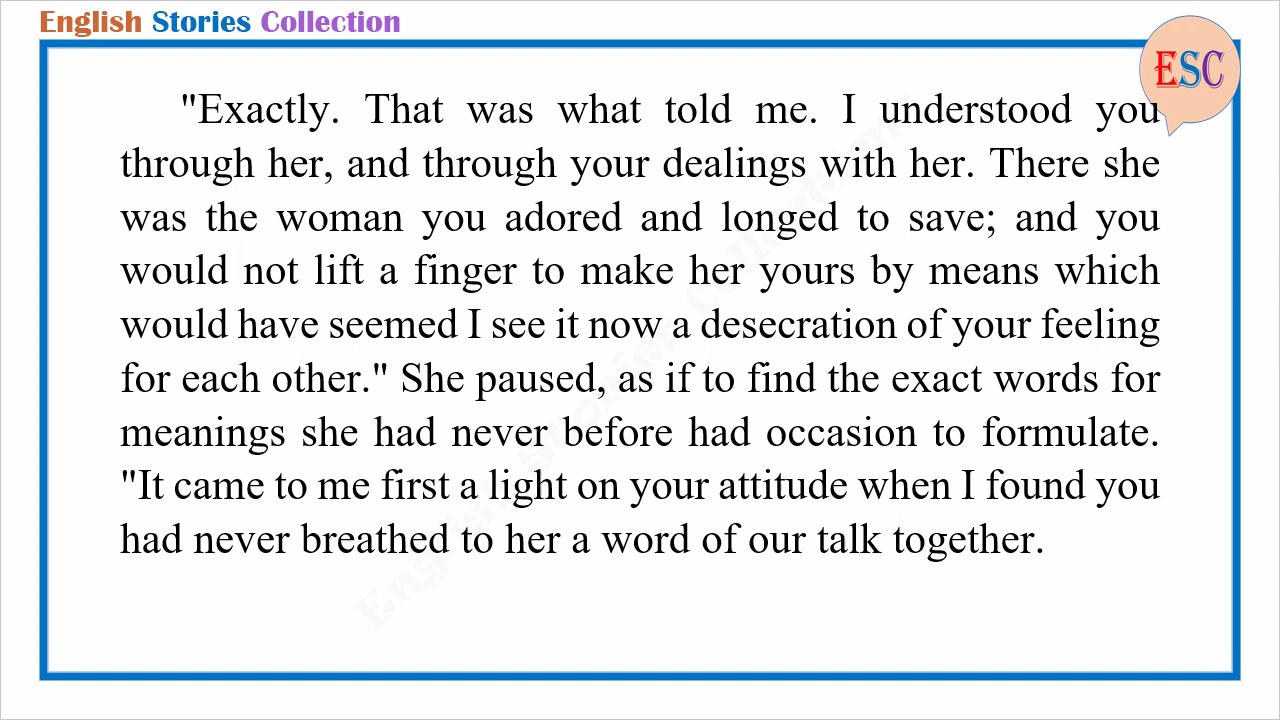 English Stories Collection
ESC
"Exactly. That was what told me. I understood you
through her, and through your dealings with her. There she
was the woman you adored and longed to save; and you
would not lift a finger to make her yours by means which
would have seemed I see it now a desecration of your feeling
for each other." She paused, as if to find the exact words for
meanings she had never before had occasion to formulate.
"It came to me first a light on your attitude when I found you
had never breathed to her a word of our talk together.
English Stories Collection